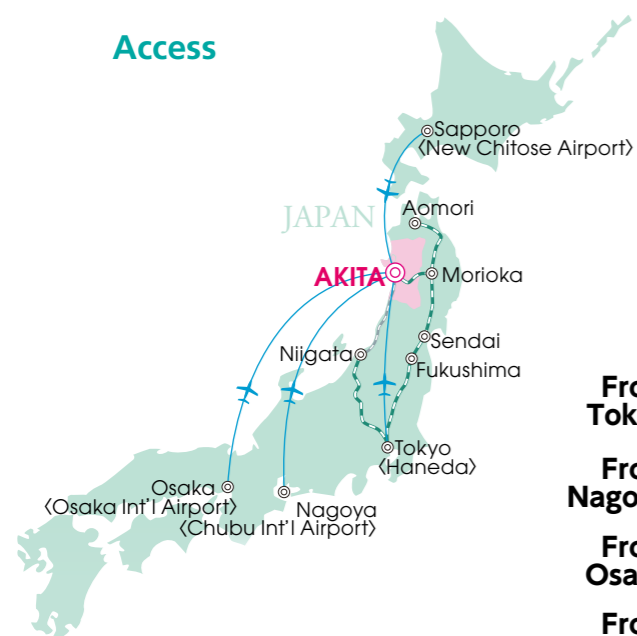 Access
Sapporo
〈New Chitose Airport〉
JAPAN
Aomori
AKITA
Morioka
Sendai
Niigata
Fukushima
Tokyo
〈Haneda〉
Osaka
〈Osaka Int'l Airport〉
Nagoya
〈Chubu Int'l Airport〉